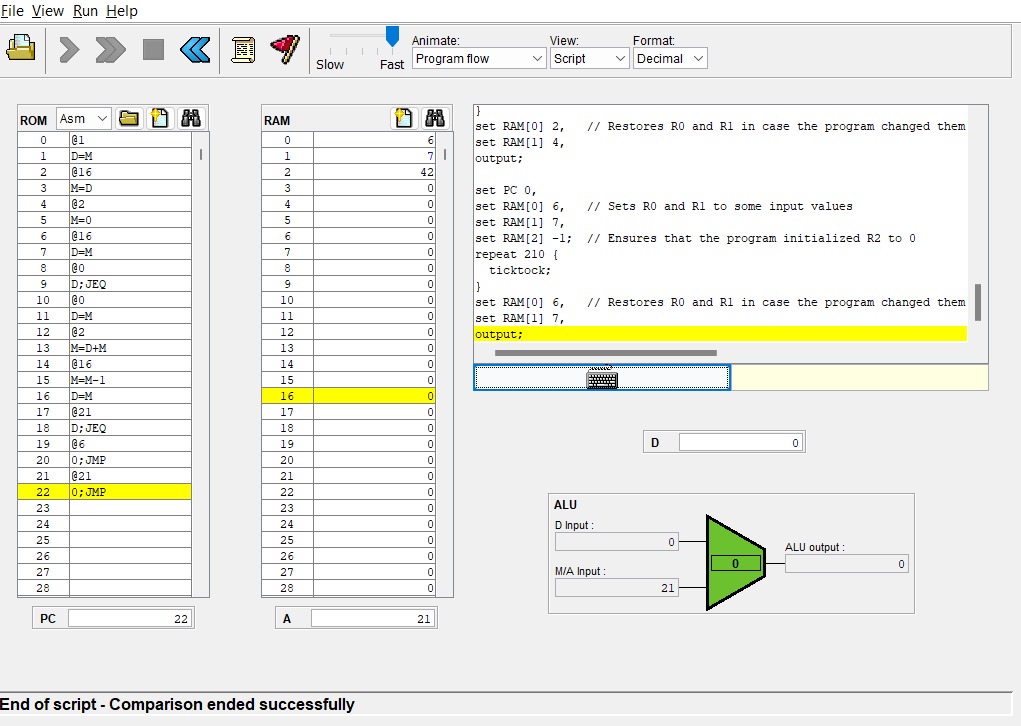 File View Run Help
Animate: View: Format:
Slow Fast Program flow Script Decimal
ROM Asm
0 @1
1 D=M
2 @16
3 M=D
4 @2
5 M=0
6 @16
7 D=M
8 @0
9 D;JEQ
10 @0
11 D=M
12 @2
13 M=D+M
14 @16
15 M=M-1
16 D=M
17 @21
18 D;JEQ
19 @6
20 0;JMP
21 @21
22 0;JMP
23
24
25
26
27
28
PC 22
RAM
0 6
1 7
2 42
3 0
4 0
5 0
6 0
7 0
8 0
9 0
10 0
11 0
12 0
13 0
14 0
15 0
16 0
17 0
18 0
19 0
20 0
21 0
22 0
23 0
24 0
25 0
26 0
27 0
28 0
A 21
}
set RAM[0] 2, // Restores R0 and R1 in case the program changed them
set RAM[1] 4,
output;
set PC 0,
set RAM[0] 6, // Sets R0 and R1 to some input values
set RAM[1] 7,
set RAM[2] -1; // Ensures that the program initialized R2 to 0
repeat 210 {
ticktock;
}
set RAM[0] 6, // Restores R0 and R1 in case the program changed them
set RAM[1] 7,
output;
D 0
ALU
D Input :
0
M/A Input :
21
0
ALU output :
0
End of script - Comparison ended successfully